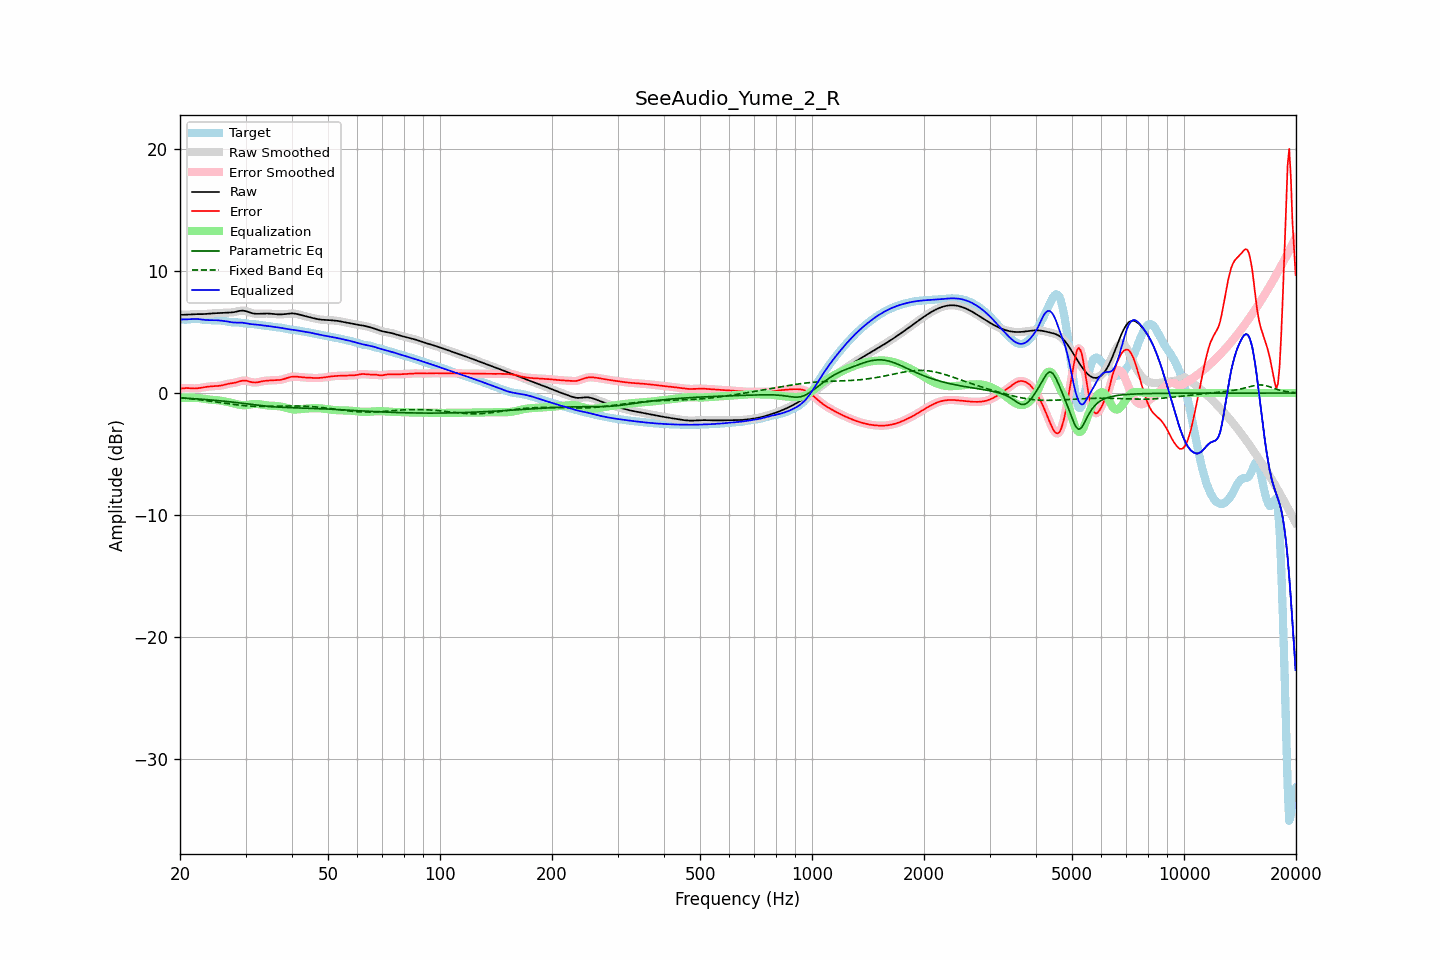 SeeAudio_Yume_2_R
Target
Raw Smoothed
Error Smoothed
Raw
Error
Equalization
Parametric Eq
Fixed Band Eq
Equalized
20
10
0
−10
−20
−30
Amplitude (dBr)
20
50
100
200
500
1000
2000
5000
10000
20000
Frequency (Hz)